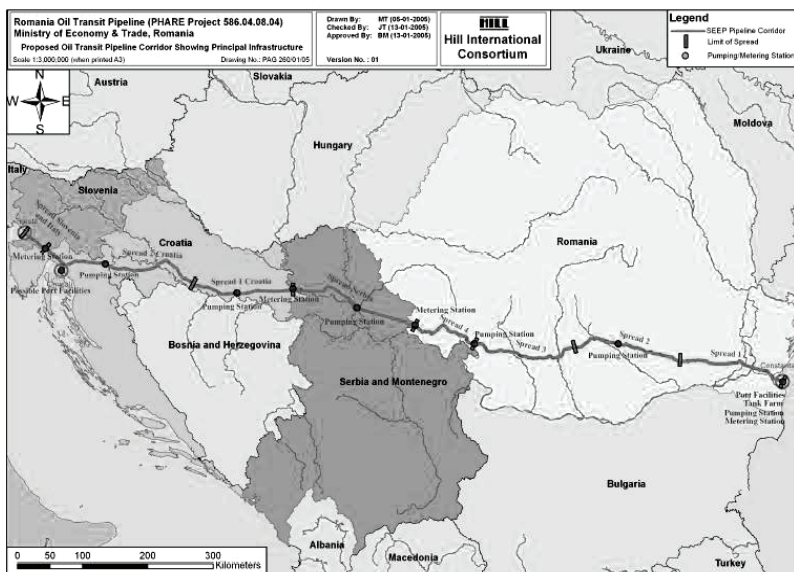 Romania Oil Transit Pipeline (PHARE Project 586.04.08.04)
Ministry of Economy & Trade, Romania
Proposed Oil Transit Pipeline Corridor Showing Principal Infrastructure
Scale 1:3,000,000 (when printed A3)
Drawing No.: PAG 260/01/05
Drawn By: MT (05-01-2005)
Checked By: JT (13-01-2005)
Approved By: BM (13-01-2005)
Version No. : 01
HILL
Hill International
Consortium
Legend
SEEP Pipeline Corridor
Limit of Spread
Pumping/Metering Station
N
W
E
S
Austria
Slovakia
Ukraine
Moldova
Hungary
Italy
Slovenia
Spread Slovenia
and Italy
Metering Station
Possible Port Facilities
Croatia
Spread 2 Croatia
Pumping Station
Spread 1 Croatia
Pumping Station
Metering Station
Bosnia and Herzegovina
Spread Serbia
Pumping Station
Serbia and Montenegro
Romania
Metering Station
Spread 4
Pumping Station
Spread 3
Spread 2
Pumping Station
Spread 1
Constanta
Port Facilities
Tank Farm
Pumping Station
Metering Station
Bulgaria
Albania
Macedonia
Turkey
0 50 100 200 300
Kilometers